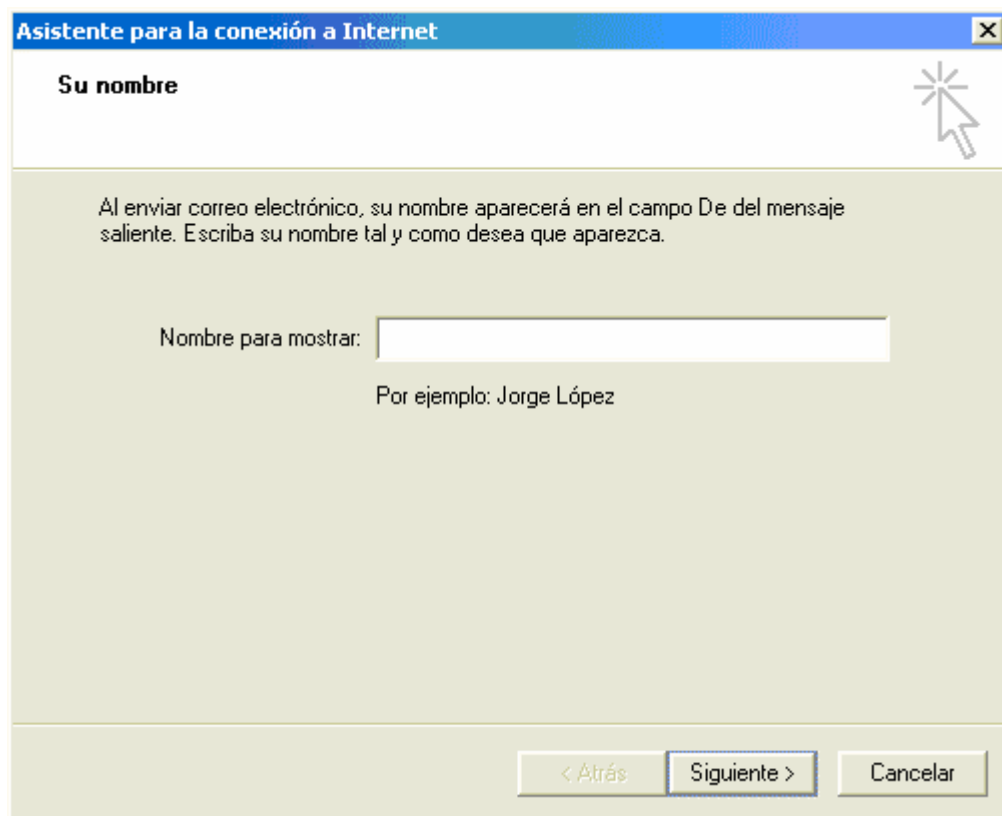 Asistente para la conexión a Internet
Su nombre
Al enviar correo electrónico, su nombre aparecerá en el campo De del mensaje
saliente. Escriba su nombre tal y como desea que aparezca.
Nombre para mostrar:
Por ejemplo: Jorge López
< Atrás Siguiente > Cancelar